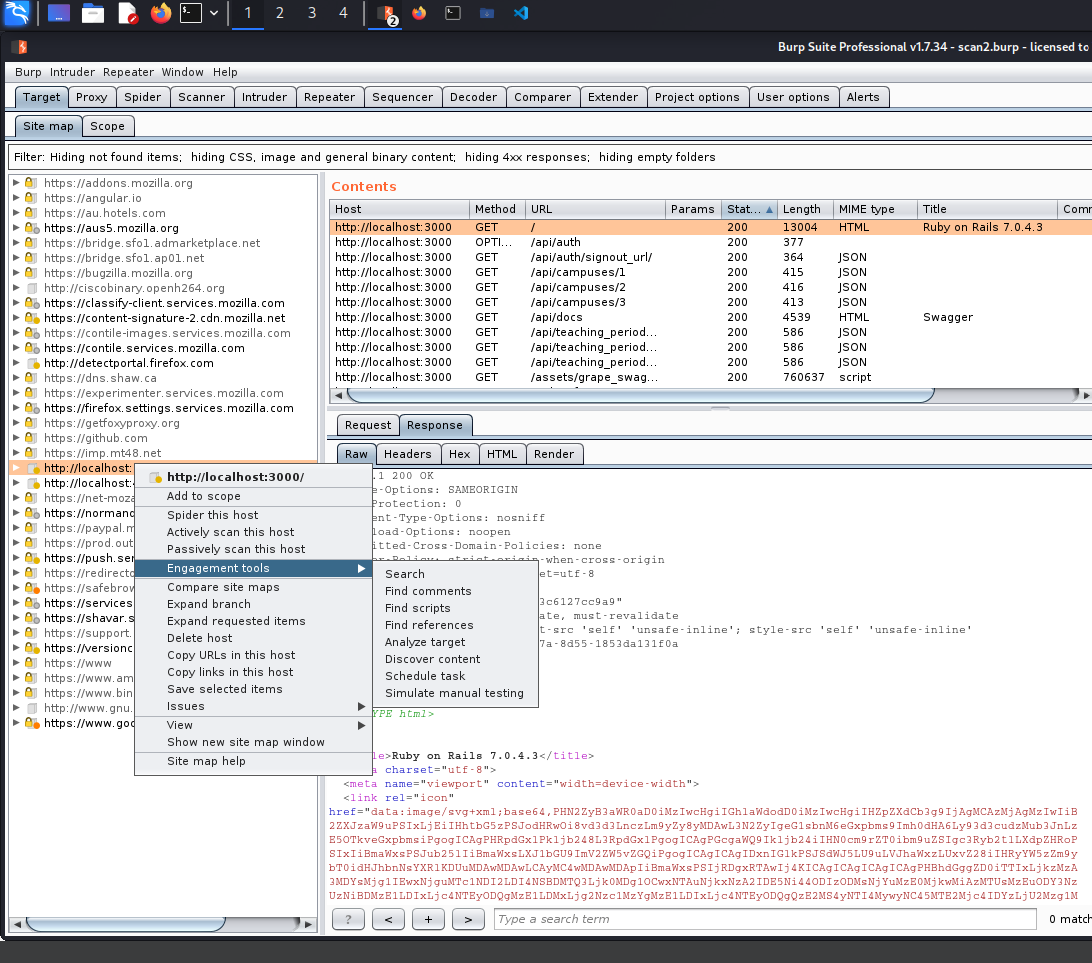 1 2 3 4 2
Burp Suite Professional v1.7.34 - scan2.burp - licensed to
Burp Intruder Repeater Window Help
Target Proxy Spider Scanner Intruder Repeater Sequencer Decoder Comparer Extender Project options User options Alerts
Site map Scope
Filter: Hiding not found items; hiding CSS, image and general binary content; hiding 4xx responses; hiding empty folders
https://addons.mozilla.org
https://angular.io
https://au.hotels.com
https://aus5.mozilla.org
https://bridge.sfo1.admarketplace.net
https://bridge.sfo1.ap01.net
https://bugzilla.mozilla.org
http://ciscobinary.openh264.org
https://classify-client.services.mozilla.com
https://content-signature-2.cdn.mozilla.net
https://contile-images.services.mozilla.com
https://contile.services.mozilla.com
http://detectportal.firefox.com
https://dns.shaw.ca
https://experimenter.services.mozilla.com
https://firefox.settings.services.mozilla.com
https://getfoxyproxy.org
https://github.com
https://imp.mt48.net
http://localhost:
http://localhost:
https://net-moza
https://normand
https://paypal.m
https://prod.out
https://push.ser
https://redirecto
https://safebrow
https://services
https://shavar.s
https://support.
https://versionc
https://www
https://www.am
https://www.bin
http://www.gnu.
https://www.goo
Contents
Host Method URL Params Stat... Length MIME type Title Comm
http://localhost:3000 GET / 200 13004 HTML Ruby on Rails 7.0.4.3
http://localhost:3000 OPTI... /api/auth 200 377
http://localhost:3000 GET /api/auth/signout_url/ 200 364 JSON
http://localhost:3000 GET /api/campuses/1 200 415 JSON
http://localhost:3000 GET /api/campuses/2 200 416 JSON
http://localhost:3000 GET /api/campuses/3 200 413 JSON
http://localhost:3000 GET /api/docs 200 4539 HTML Swagger
http://localhost:3000 GET /api/teaching_period... 200 586 JSON
http://localhost:3000 GET /api/teaching_period... 200 586 JSON
http://localhost:3000 GET /api/teaching_period... 200 586 JSON
http://localhost:3000 GET /assets/grape_swag... 200 760637 script
Request Response
Raw Headers Hex HTML Render
.1 200 OK
e-Options: SAMEORIGIN
Protection: 0
ent-Type-Options: nosniff
load-Options: noopen
itted-Cross-Domain-Policies: none
strict-origin-when-cross-origin
et=utf-8
3c6127cc9a9"
ate, must-revalidate
t-src 'self' 'unsafe-inline'; style-src 'self' 'unsafe-inline'
7a-8d55-1853da131f0a
YPE html>
le>Ruby on Rails 7.0.4.3</title>
a charset="utf-8">
<meta name="viewport" content="width=device-width">
<link rel="icon"
href="data:image/svg+xml;base64,
http://localhost:3000/
Add to scope
Spider this host
Actively scan this host
Passively scan this host
Engagement tools
Compare site maps
Expand branch
Expand requested items
Delete host
Copy URLs in this host
Copy links in this host
Save selected items
Issues
View
Show new site map window
Site map help
Search
Find comments
Find scripts
Find references
Analyze target
Discover content
Schedule task
Simulate manual testing
? < + > Type a search term 0 match